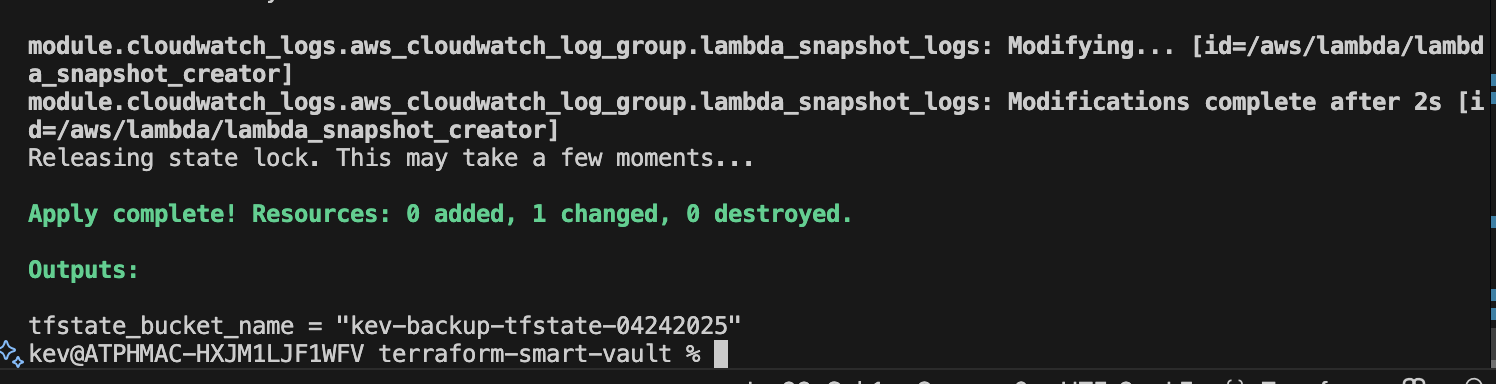 module.cloudwatch_logs.aws_cloudwatch_log_group.lambda_snapshot_logs: Modifying... [id=/aws/lambda/lambd
a_snapshot_creator]
module.cloudwatch_logs.aws_cloudwatch_log_group.lambda_snapshot_logs: Modifications complete after 2s [i
d=/aws/lambda/lambda_snapshot_creator]
Releasing state lock. This may take a few moments...
Apply complete! Resources: 0 added, 1 changed, 0 destroyed.
Outputs:
tfstate_bucket_name = "kev-backup-tfstate-04242025"
kev@ATPHMAC-HXJM1LJF1WFV terraform-smart-vault %